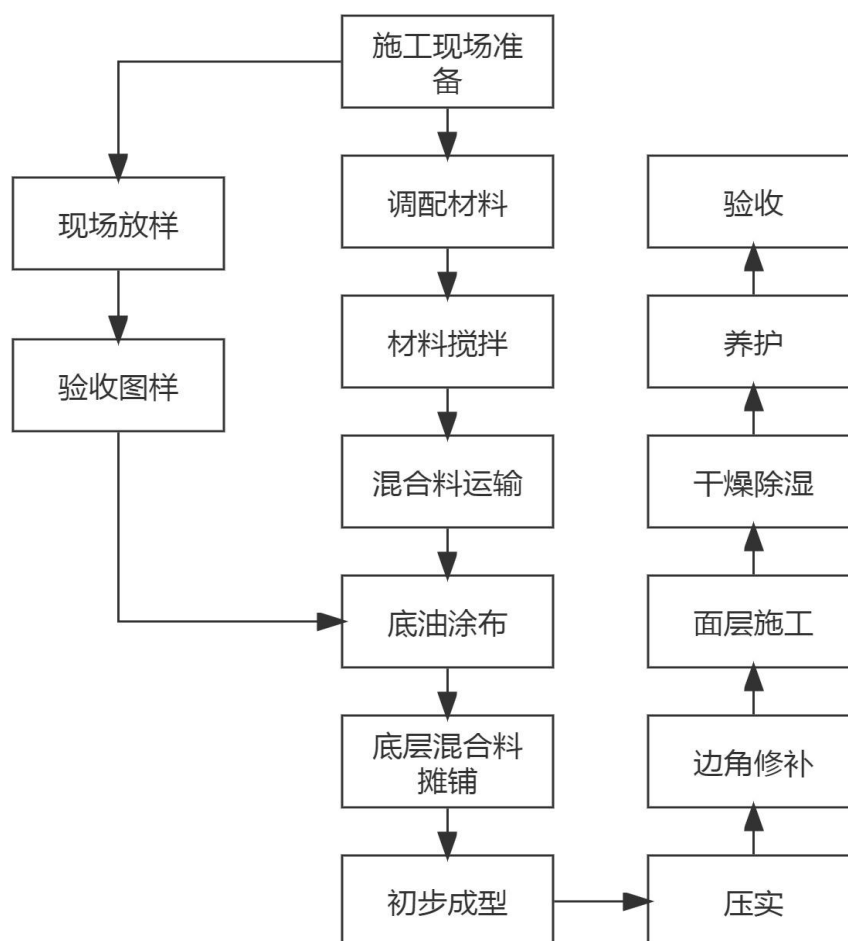 施工现场准
备
现场放样
验收图样
调配材料
材料搅拌
混合料运输
底油涂布
底层混合料
摊铺
初步成型
压实
边角修补
面层施工
干燥除湿
养护
验收